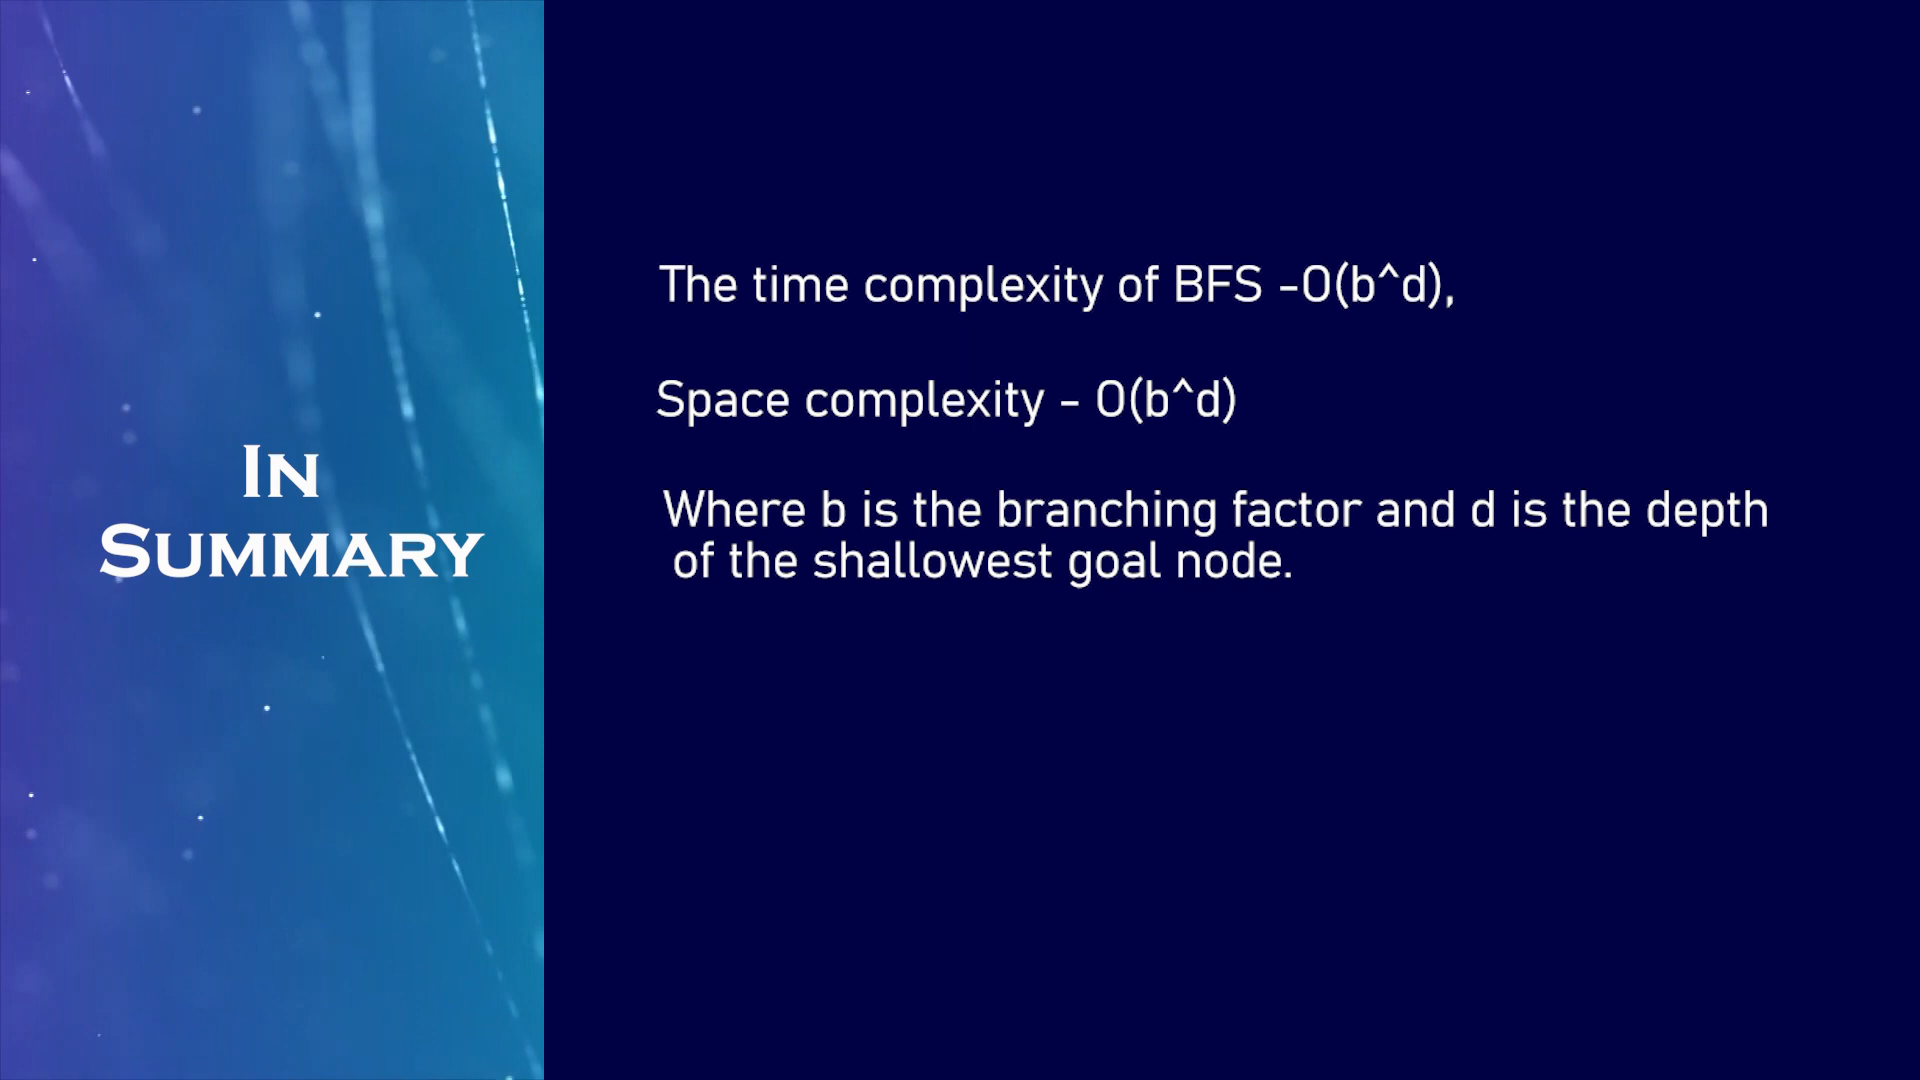 In
Summary
The time complexity of BFS -O(b^d),
Space complexity - O(b^d)
Where b is the branching factor and d is the depth
of the shallowest goal node.